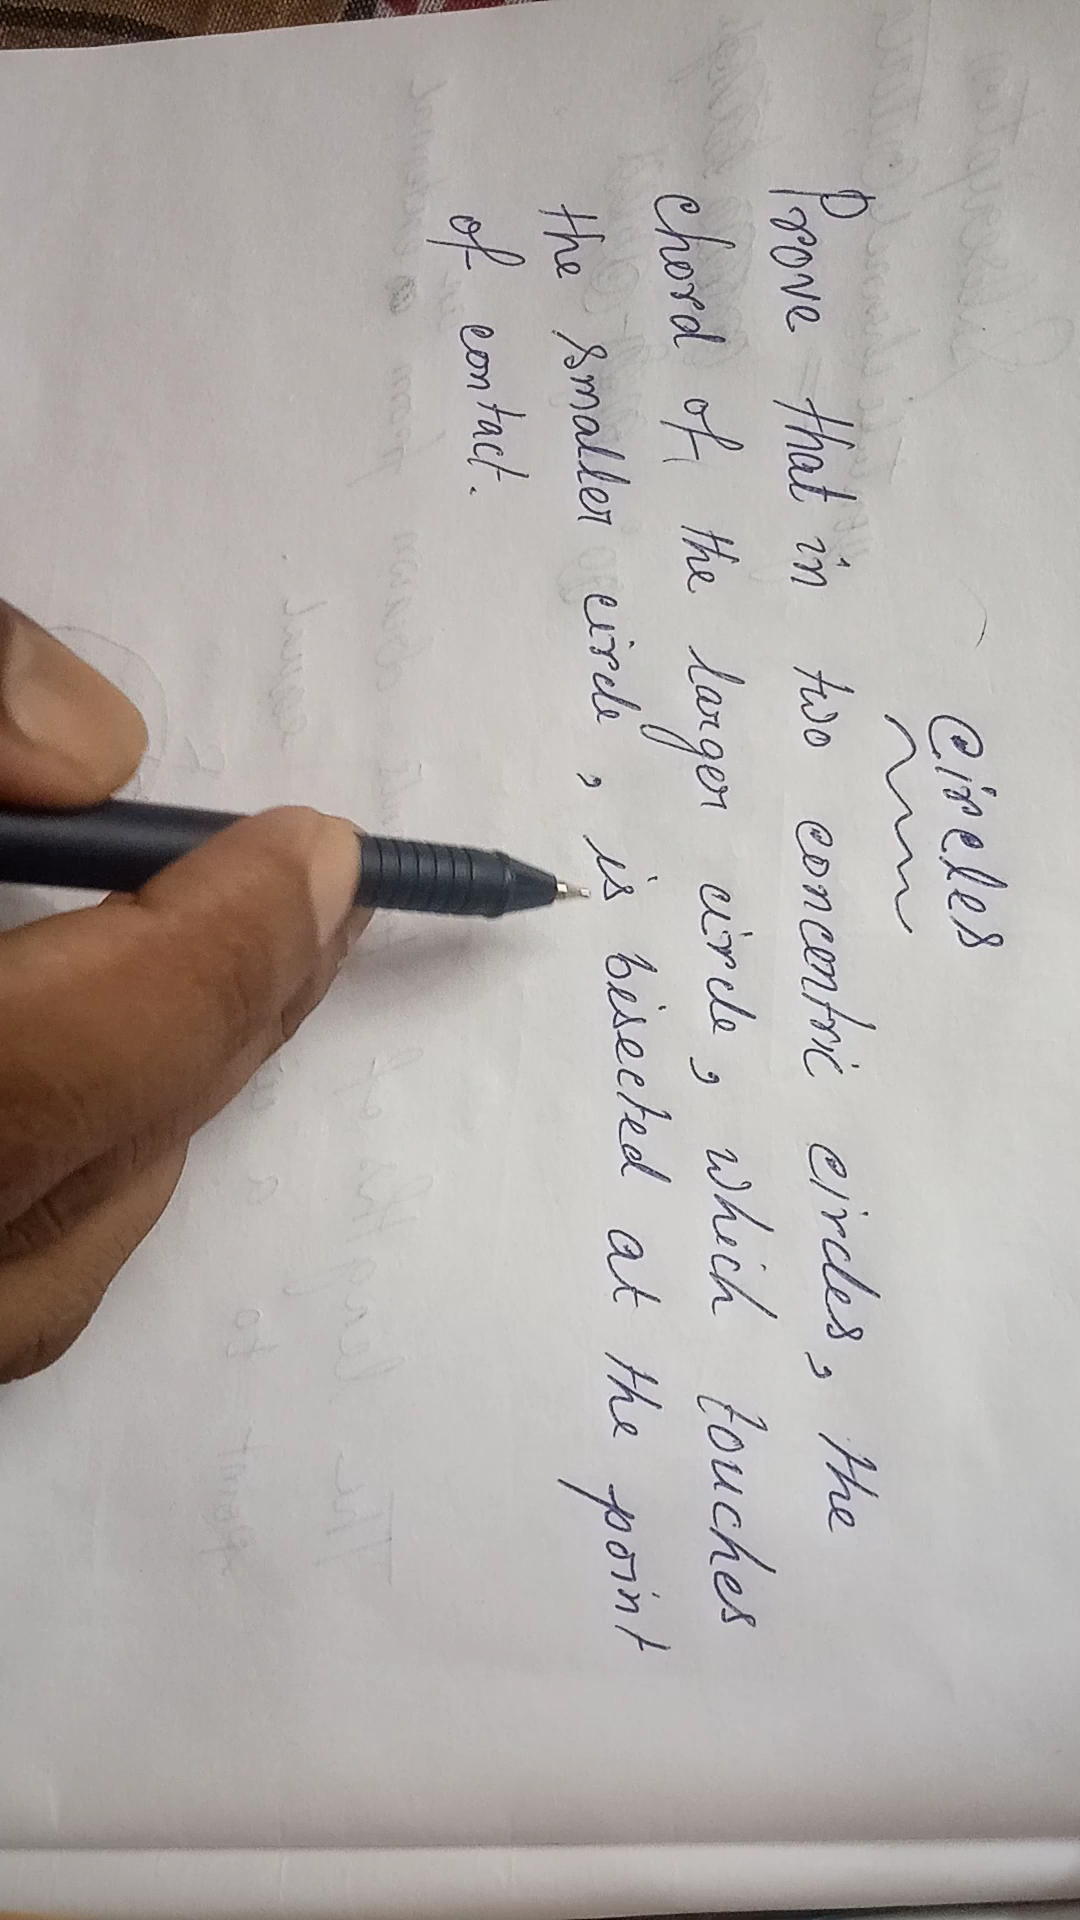 Circles
Prove that in two concentric circles, the
chord of the larger circle, which touches
the smaller circle, is bisected at the point
of contact.